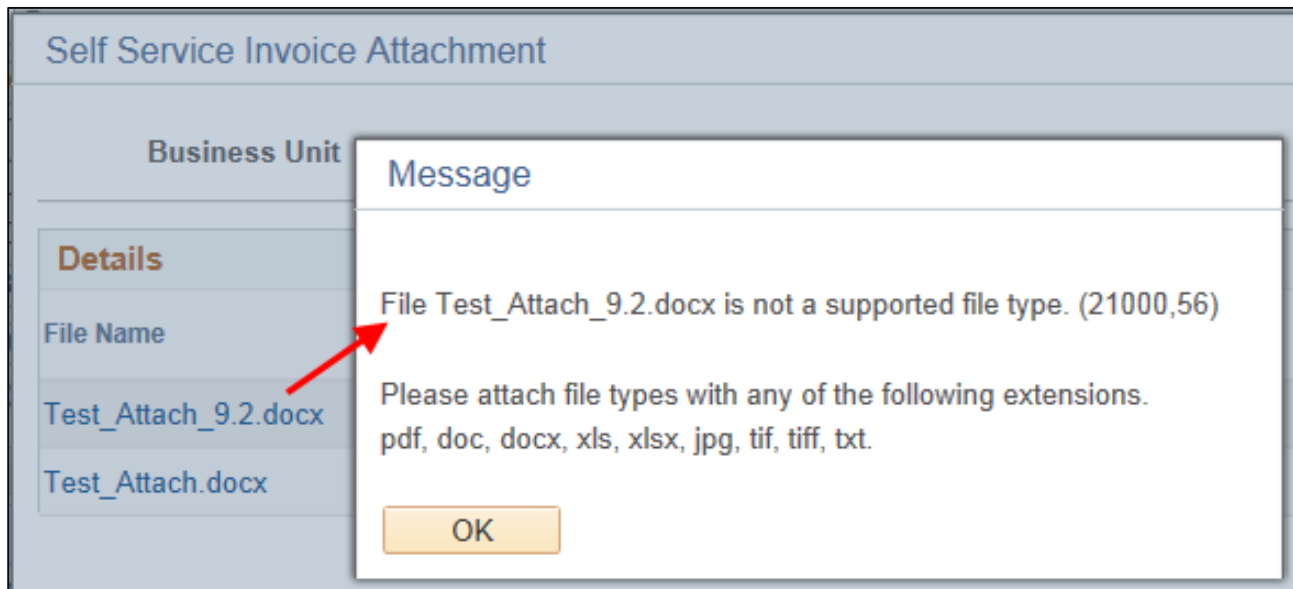 Self Service Invoice Attachment
Business Unit
Message
Details
File Test_Attach_9.2.docx is not a supported file type. (21000,56)
File Name
Please attach file types with any of the following extensions.
Test_Attach_9.2.docx
pdf, doc, docx, xls, xlsx, jpg, tif, tiff, txt.
Test_Attach.docx
OK